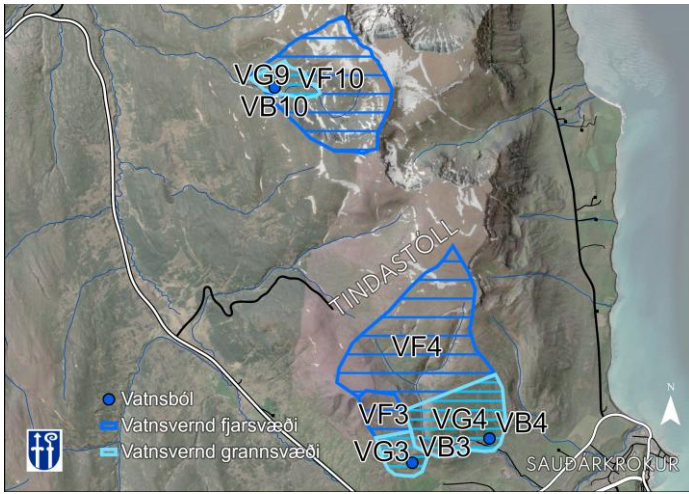 VG9
VF10
VB10
TINDASTÓLL
VF4
VF3
VG4
VB4
VG3
VB3
Vatnsból
Vatnsvernd fjarsvæði
Vatnsvernd grannsvæði
N
SAUÐÁRKRÓKUR